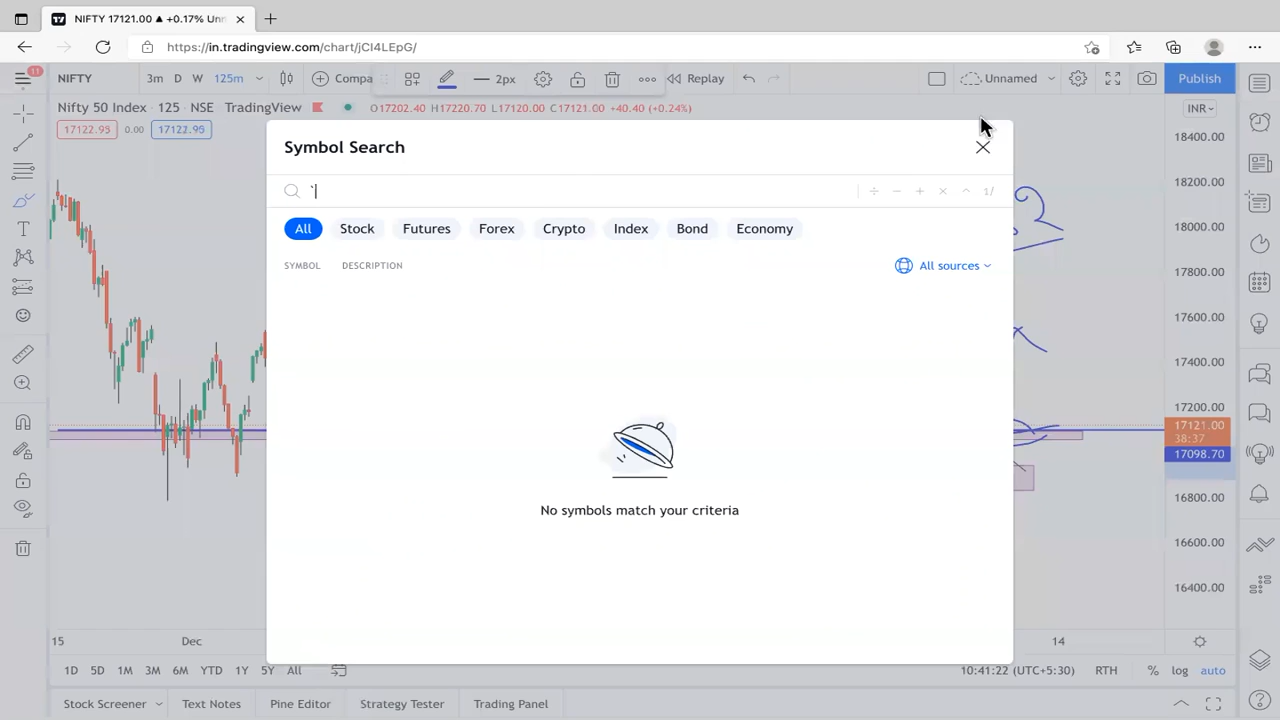 NIFTY 17121.00 ▲ +0.17% Unn
https://in.tradingview.com/chart/jCI4LEpG/
11
NIFTY 3m D W 125m Compa 2px Replay Unnamed Publish
Nifty 50 Index · 125 · NSE TradingView O17202.40 H17220.70 L17120.00 C17121.00 +40.40 (+0.24%) INR
17122.95 0.00 17122.95
Symbol Search
` ÷ − + × ^ 1/
All Stock Futures Forex Crypto Index Bond Economy
SYMBOL DESCRIPTION All sources
No symbols match your criteria
18400.00
18200.00
18000.00
17800.00
17600.00
17400.00
17200.00
17121.00
38:37
17098.70
16800.00
16600.00
16400.00
15 Dec 14
1D 5D 1M 3M 6M YTD 1Y 5Y All 10:41:22 (UTC+5:30) RTH % log auto
Stock Screener Text Notes Pine Editor Strategy Tester Trading Panel